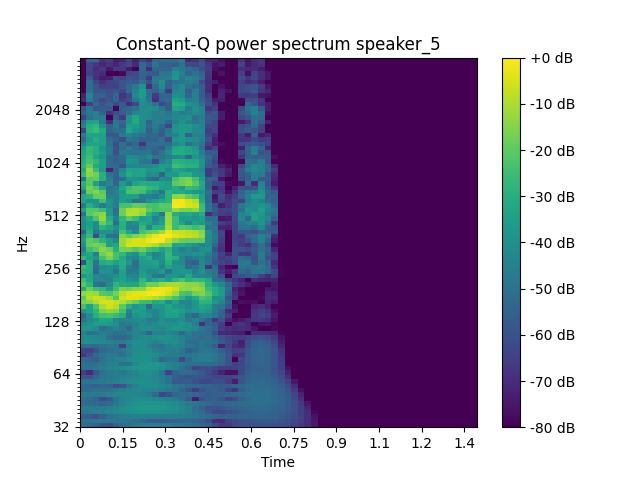 Constant-Q power spectrum speaker_5
Hz
2048
1024
512
256
128
64
32
0 0.15 0.3 0.45 0.6 0.75 0.9 1.1 1.2 1.4
Time
+0 dB
-10 dB
-20 dB
-30 dB
-40 dB
-50 dB
-60 dB
-70 dB
-80 dB